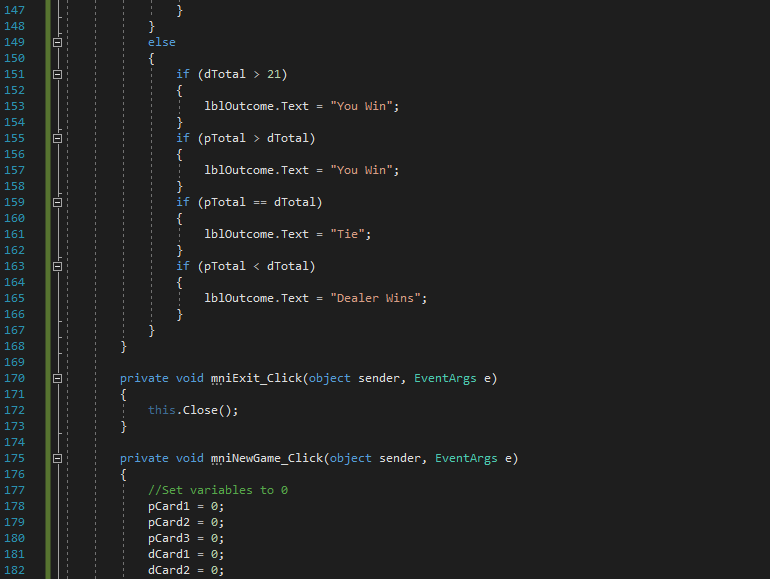 147 }
148 }
149 else
150 {
151 if (dTotal > 21)
152 {
153 lblOutcome.Text = "You Win";
154 }
155 if (pTotal > dTotal)
156 {
157 lblOutcome.Text = "You Win";
158 }
159 if (pTotal == dTotal)
160 {
161 lblOutcome.Text = "Tie";
162 }
163 if (pTotal < dTotal)
164 {
165 lblOutcome.Text = "Dealer Wins";
166 }
167 }
168 }
169
170 private void mniExit_Click(object sender, EventArgs e)
171 {
172 this.Close();
173 }
174
175 private void mniNewGame_Click(object sender, EventArgs e)
176 {
177 //Set variables to 0
178 pCard1 = 0;
179 pCard2 = 0;
180 pCard3 = 0;
181 dCard1 = 0;
182 dCard2 = 0;